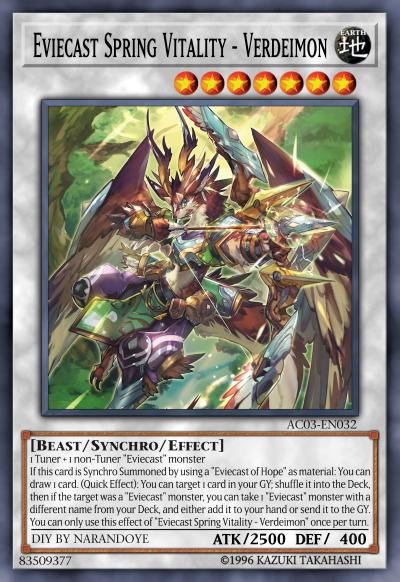 Eviecast Spring Vitality - Verdeimon
EARTH
地
AC03-EN032
[Beast/Synchro/Effect]
1 Tuner + 1 non-Tuner "Eviecast" monster
If this card is Synchro Summoned by using a "Eviecast of Hope" as material: You can
draw 1 card. (Quick Effect): You can target 1 card in your GY; shuffle it into the Deck,
then if the target was a "Eviecast" monster, you can take 1 "Eviecast" monster with a
different name from your Deck, and either add it to your hand or send it to the GY.
You can only use this effect of "Eviecast Spring Vitality - Verdeimon" once per turn.
DIY BY NARANDOYE
ATK/2500 DEF/ 400
83509377
©1996 KAZUKI TAKAHASHI